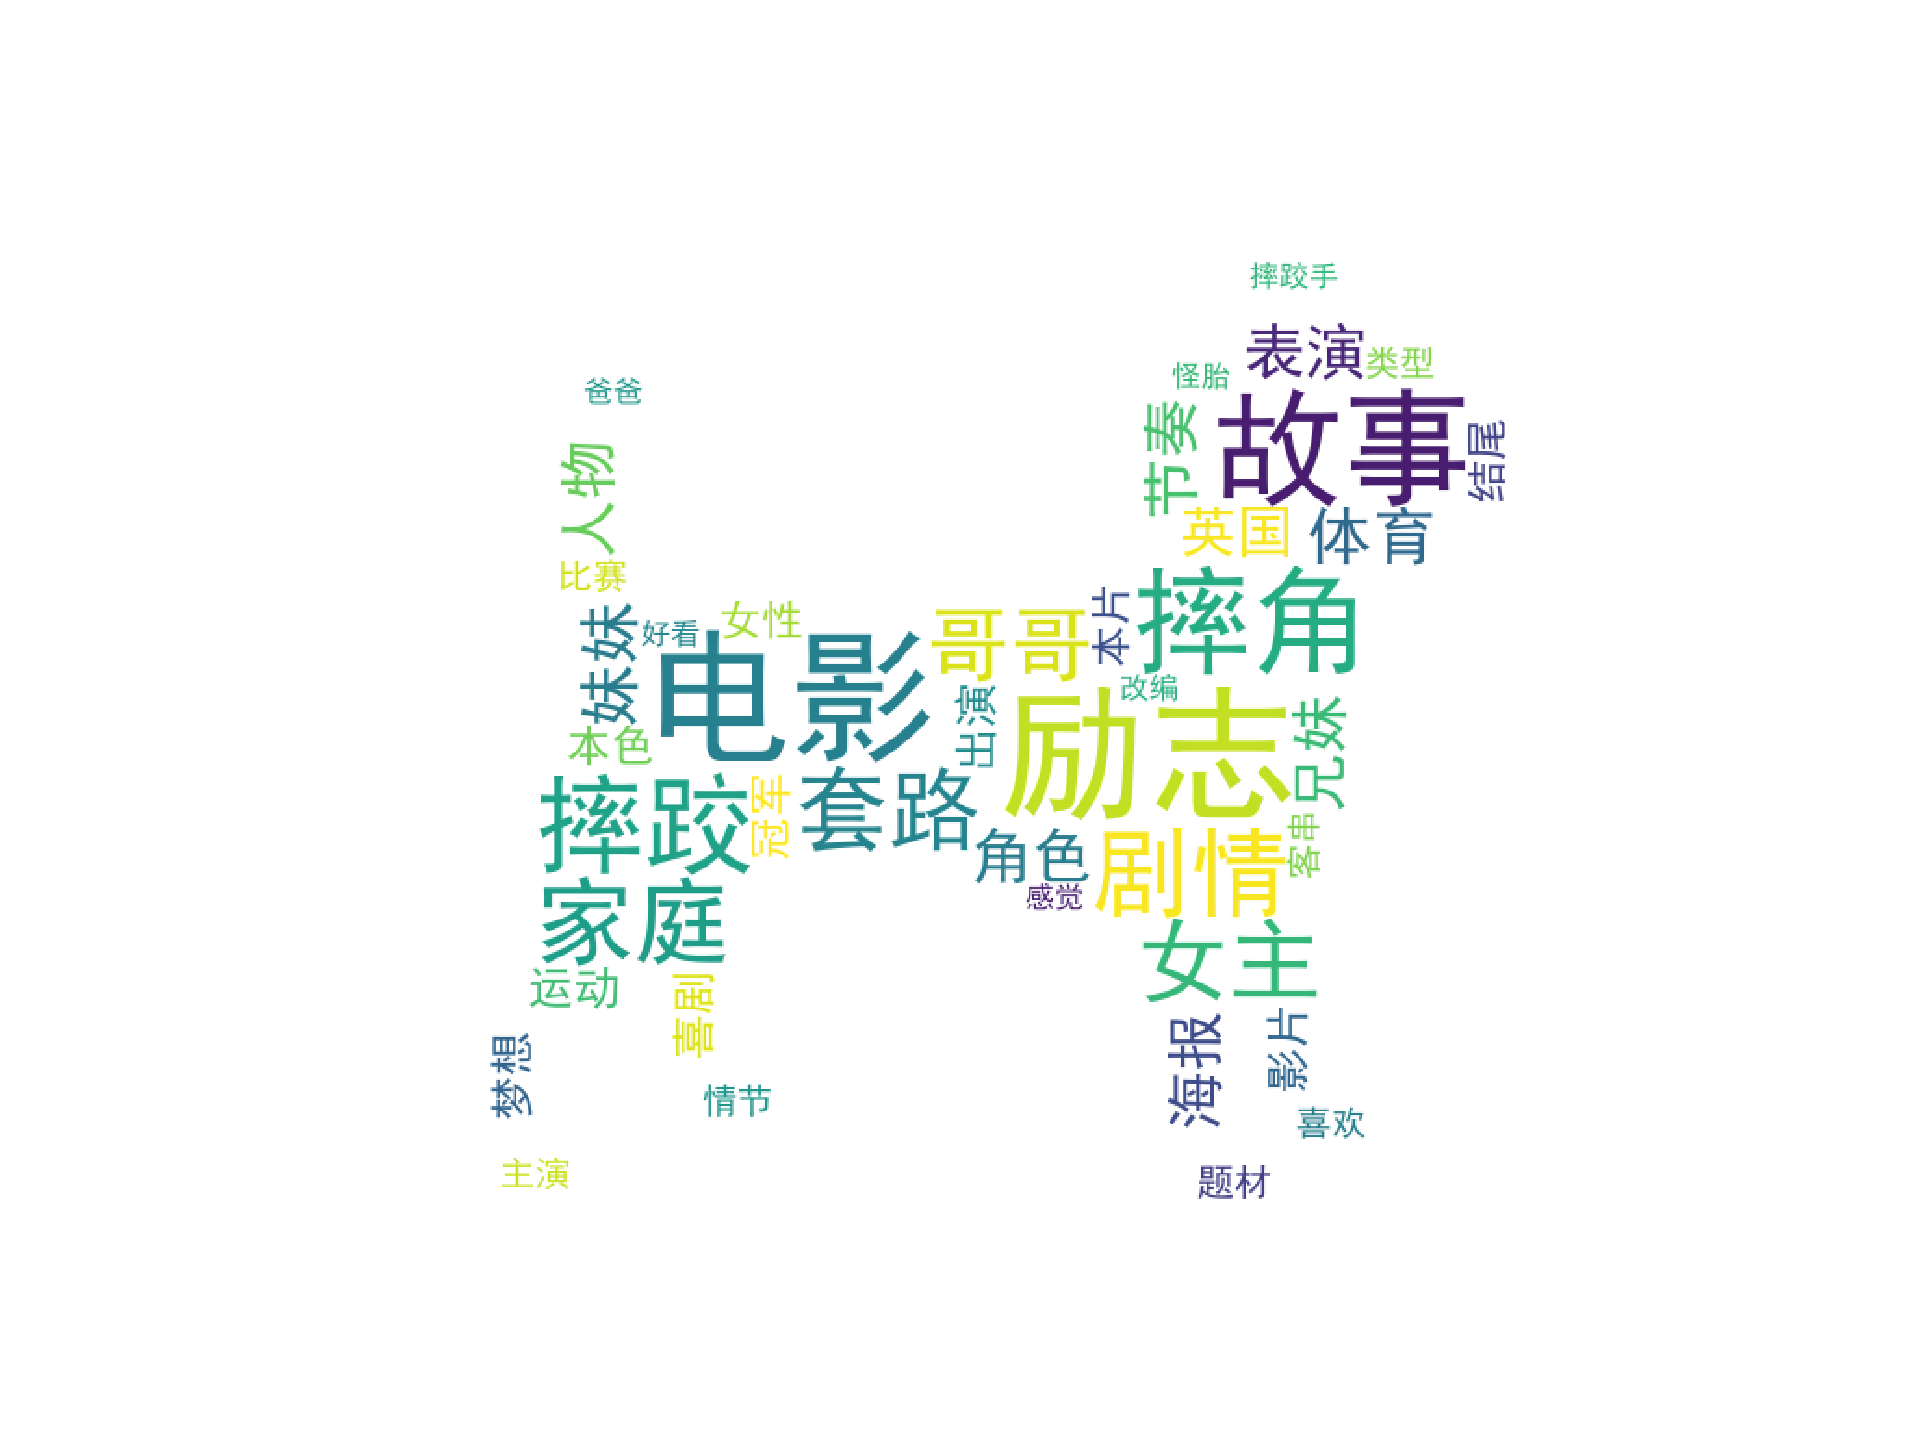 摔跤手
表演
类型
怪胎
爸爸
故事
节奏
结尾
人物
英国
体育
比赛
摔角
本片
女性
好看
哥哥
妹妹
电影
改编
励志
出演
兄妹
本色
套路
摔跤
冠军
剧情
角色
客串
感觉
家庭
女主
运动
喜剧
海报
影片
梦想
情节
喜欢
主演
题材